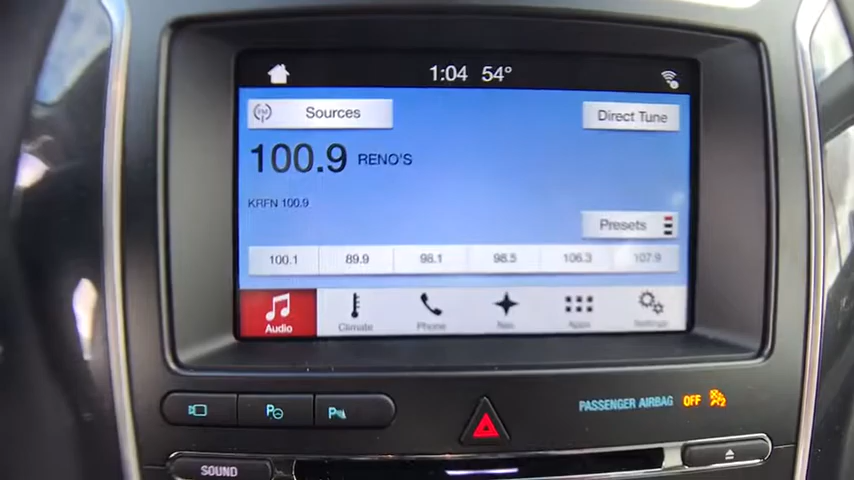 1:04 54°
FM Sources
Direct Tune
100.9 RENO'S
KRFN 100.9
Presets
100.1 89.9 98.1 98.5 106.3 107.9
Audio Climate Phone Nav Apps Settings
P P
PASSENGER AIRBAG OFF
SOUND